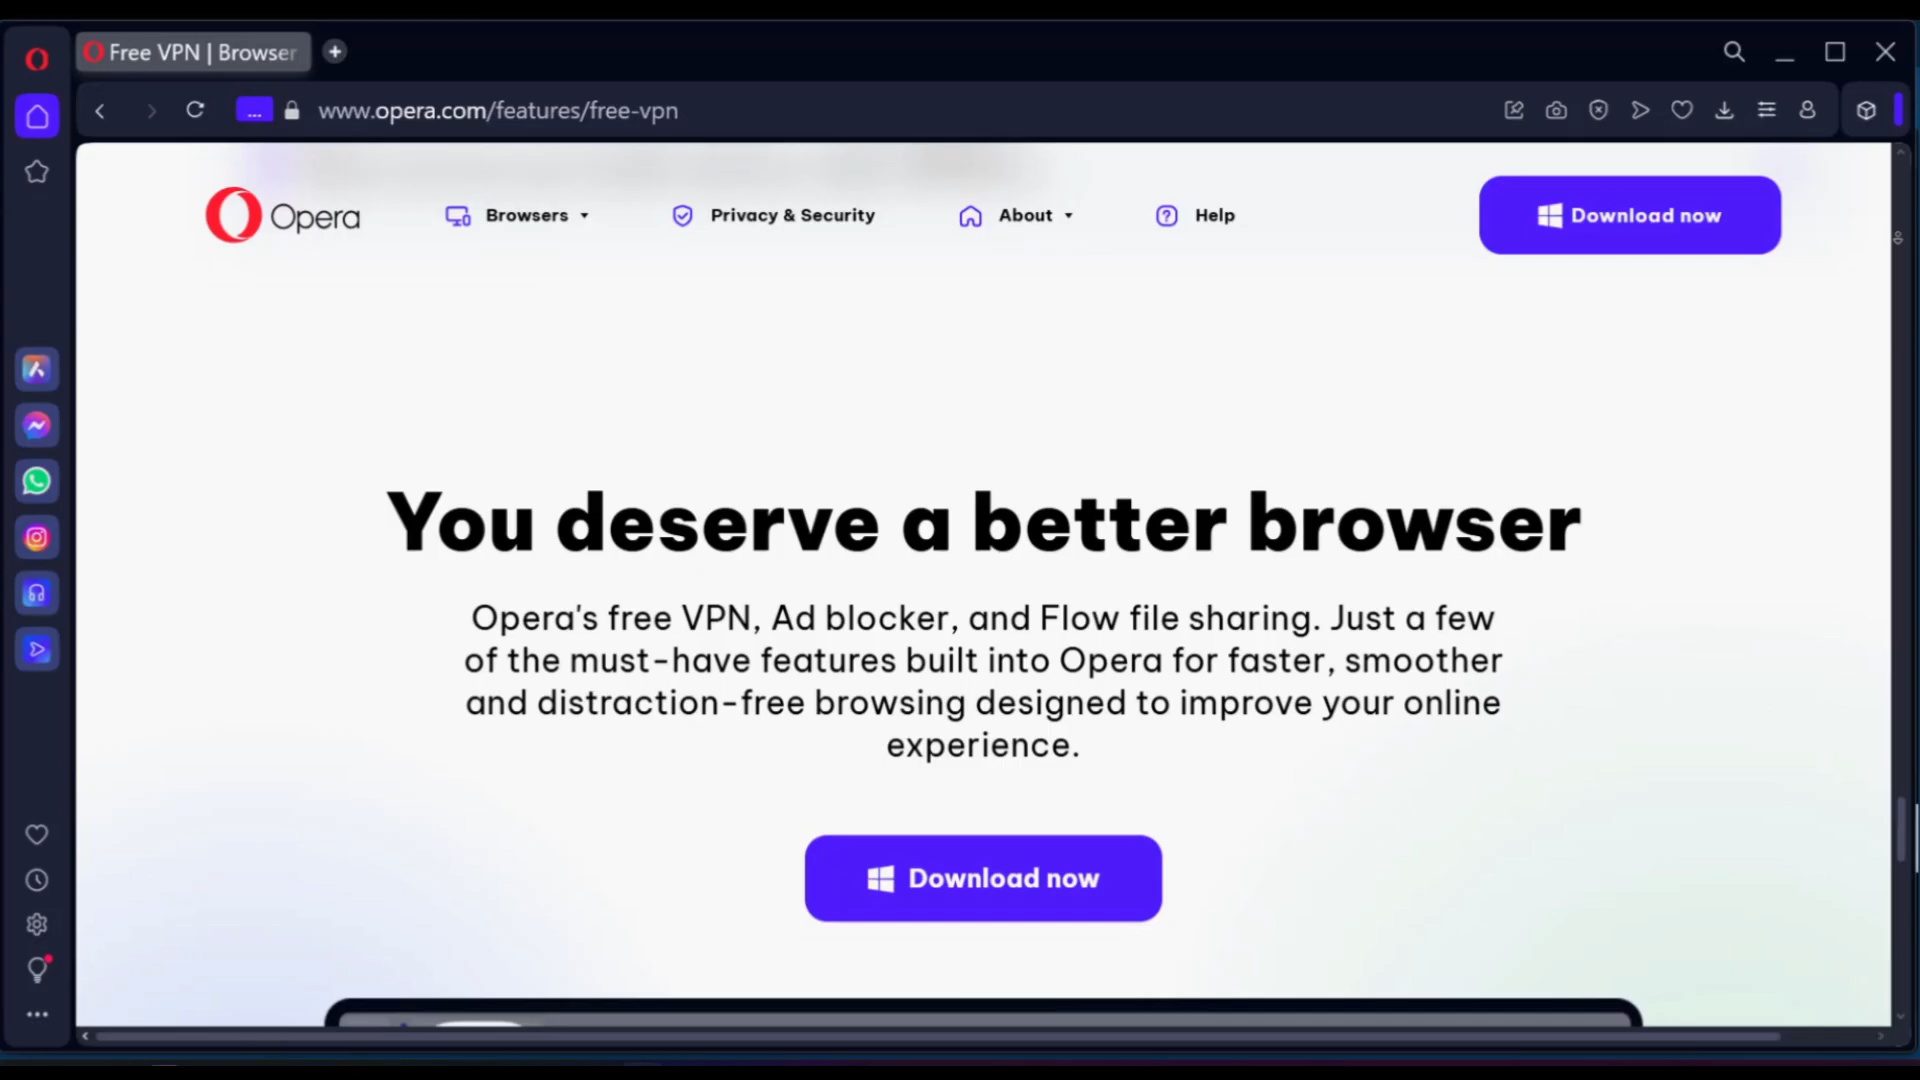 Free VPN | Browser
www.opera.com/features/free-vpn
Opera
Browsers
Privacy & Security
About
Help
Download now
You deserve a better browser
Opera's free VPN, Ad blocker, and Flow file sharing. Just a few
of the must-have features built into Opera for faster, smoother
and distraction-free browsing designed to improve your online
experience.
Download now